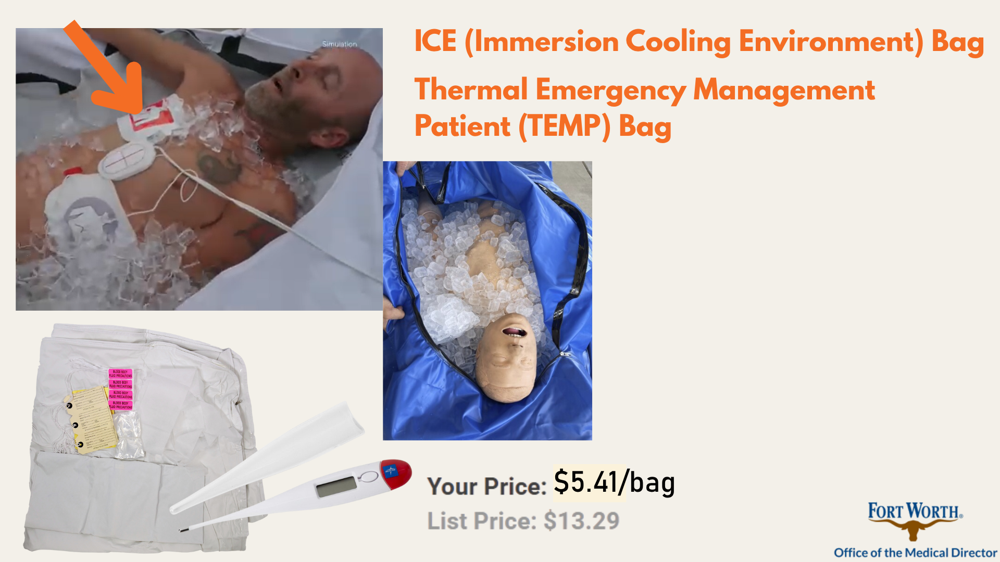 Simulation
ICE (Immersion Cooling Environment) Bag
Thermal Emergency Management
Patient (TEMP) Bag
BLOOD BODY
FLUID PRECAUTIONS
BLOOD BODY
FLUID PRECAUTIONS
BLOOD BODY
FLUID PRECAUTIONS
BLOOD BODY
FLUID PRECAUTIONS
Your Price: $5.41/bag
List Price: $13.29
FORT WORTH®
Office of the Medical Director